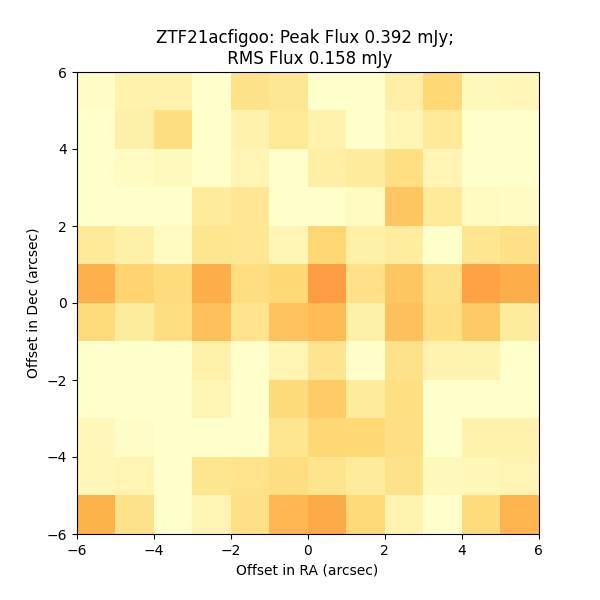 ZTF21acfigoo: Peak Flux 0.392 mJy;
RMS Flux 0.158 mJy
6
4
2
0
−2
−4
−6
Offset in Dec (arcsec)
−6 −4 −2 0 2 4 6
Offset in RA (arcsec)